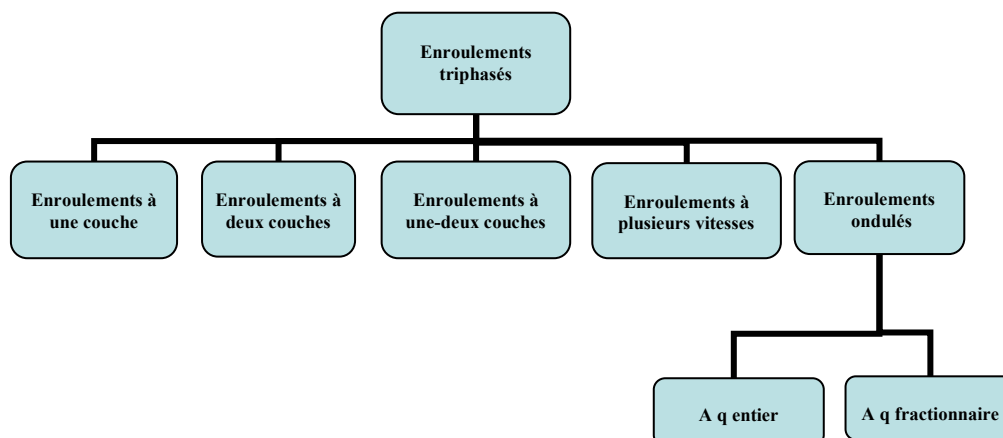 Enroulements
triphasés
Enroulements à
une couche
Enroulements à
deux couches
Enroulements à
une-deux couches
Enroulements à
plusieurs vitesses
Enroulements
ondulés
A q entier
A q fractionnaire